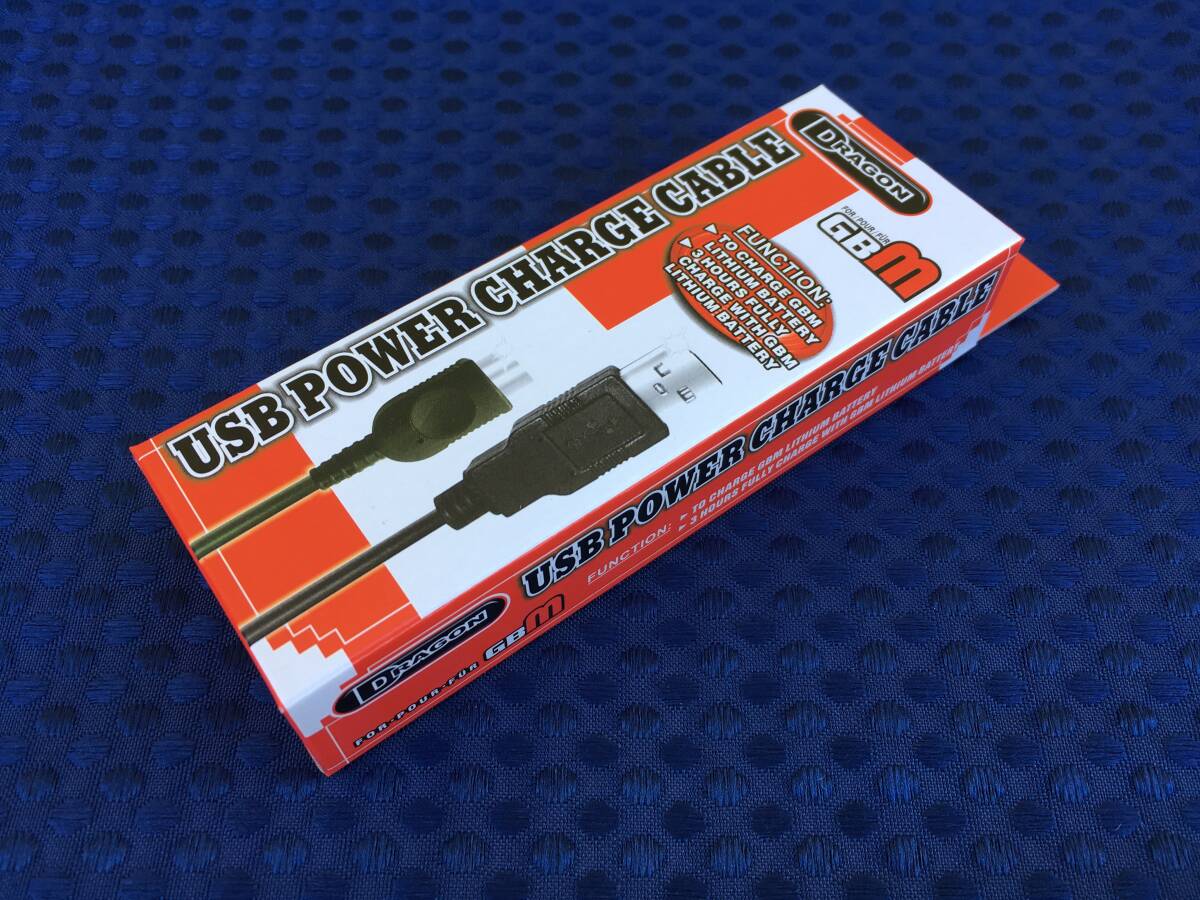 DRAGON
USB POWER CHARGE CABLE
FOR/POUR/FÜR
GBM
FUNCTION:
▶ TO CHARGE GBM
LITHIUM BATTERY
▶ 3 HOURS FULLY
CHARGE WITH GBM
LITHIUM BATTERY
USB POWER CHARGE CABLE
FUNCTION: ▶ TO CHARGE GBM LITHIUM BATTERY
▶ 3 HOURS FULLY CHARGE WITH GBM LITHIUM BATTERY
DRAGON
FOR·POUR·FÜR GBM